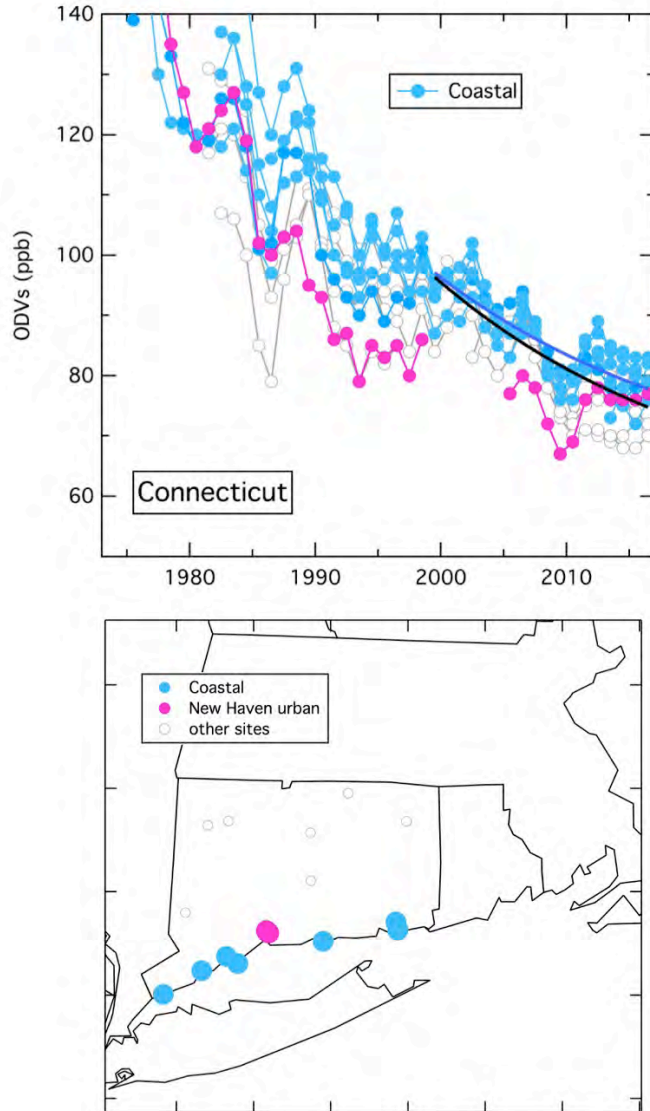 140
120
100
80
60
ODVs (ppb)
Coastal
Connecticut
1980
1990
2000
2010
Coastal
New Haven urban
other sites